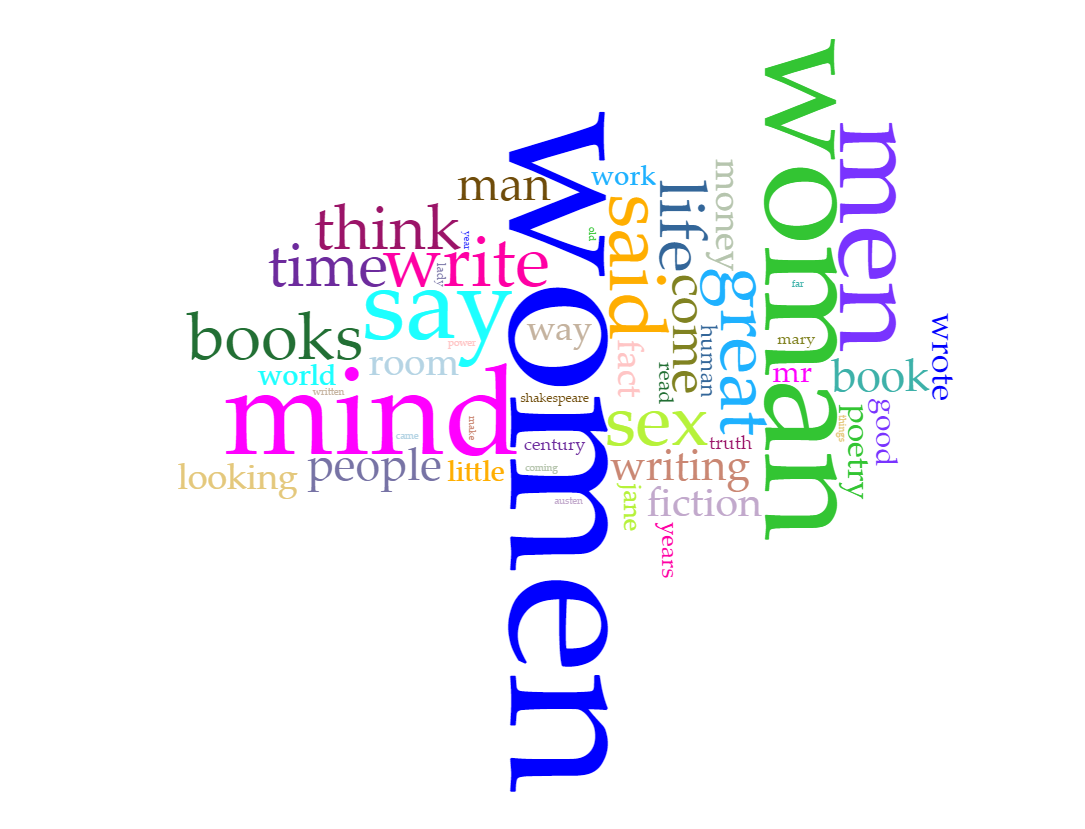 women
woman
men
man
work
money
life
said
think
year
old
time
write
lady
say
come
great
human
far
books
power
way
fact
room
read
mary
wrote
world
written
mr
book
mind
shakespeare
sex
good
poetry
things
make
came
century
truth
looking
people
little
coming
writing
austen
jane
fiction
years